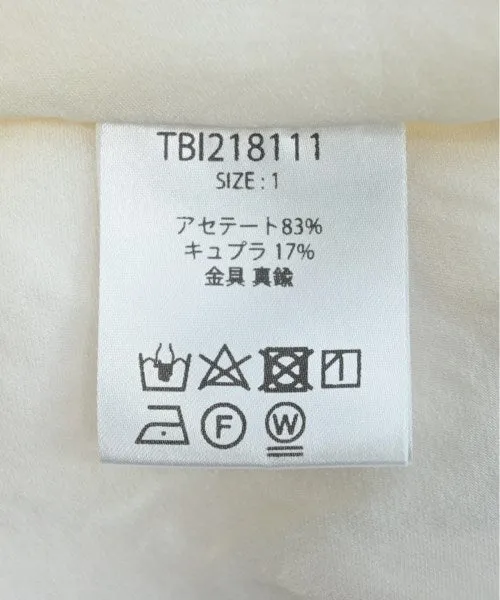 TBI218111
SIZE : 1
アセテート83%
キュプラ 17%
金具 真鍮
F W